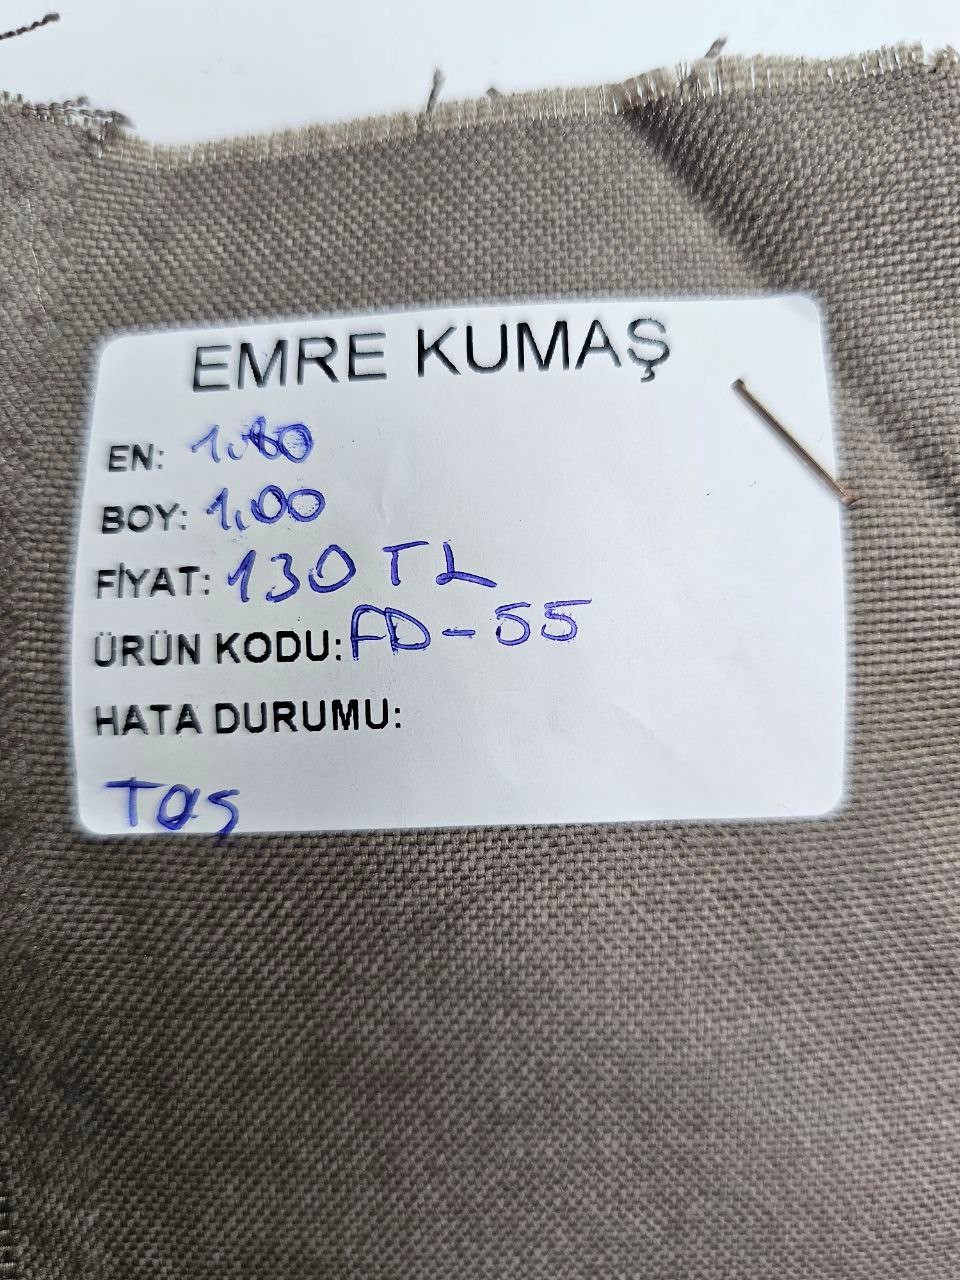 EMRE KUMAŞ
EN: 1.80
BOY: 1,00
FİYAT: 130 TL
ÜRÜN KODU: FD-55
HATA DURUMU:
Taş